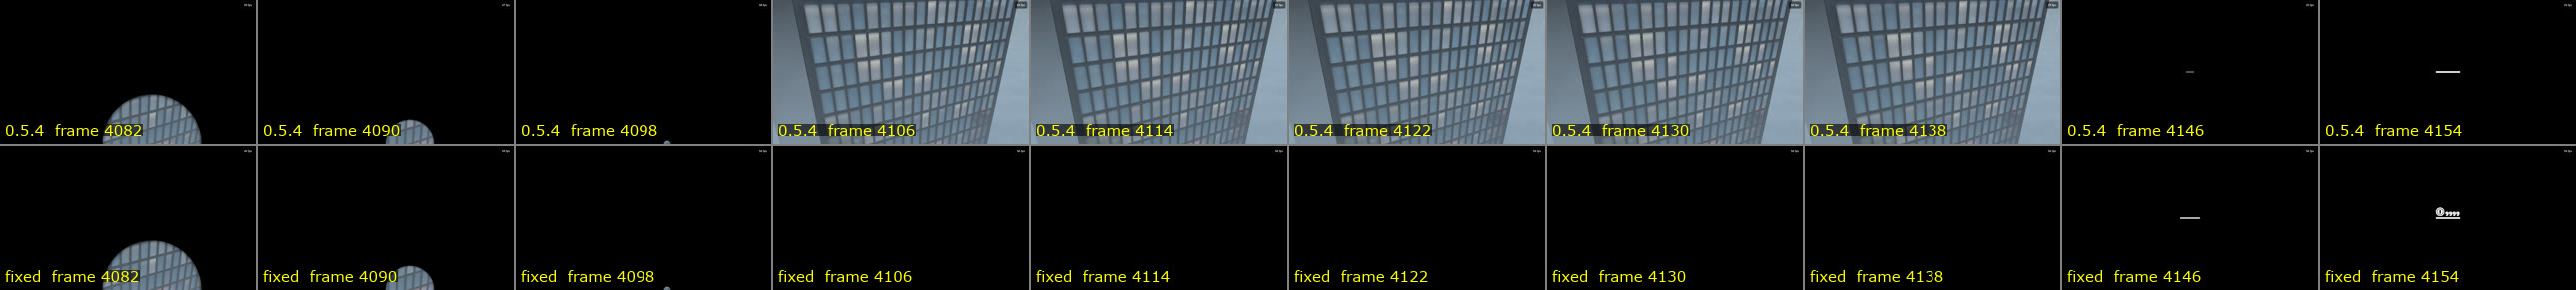 0.5.4 frame 4082
0.5.4 frame 4090
0.5.4 frame 4098
0.5.4 frame 4106
0.5.4 frame 4114
0.5.4 frame 4122
0.5.4 frame 4130
0.5.4 frame 4138
0.5.4 frame 4146
0.5.4 frame 4154
fixed frame 4082
fixed frame 4090
fixed frame 4098
fixed frame 4106
fixed frame 4114
fixed frame 4122
fixed frame 4130
fixed frame 4138
fixed frame 4146
fixed frame 4154